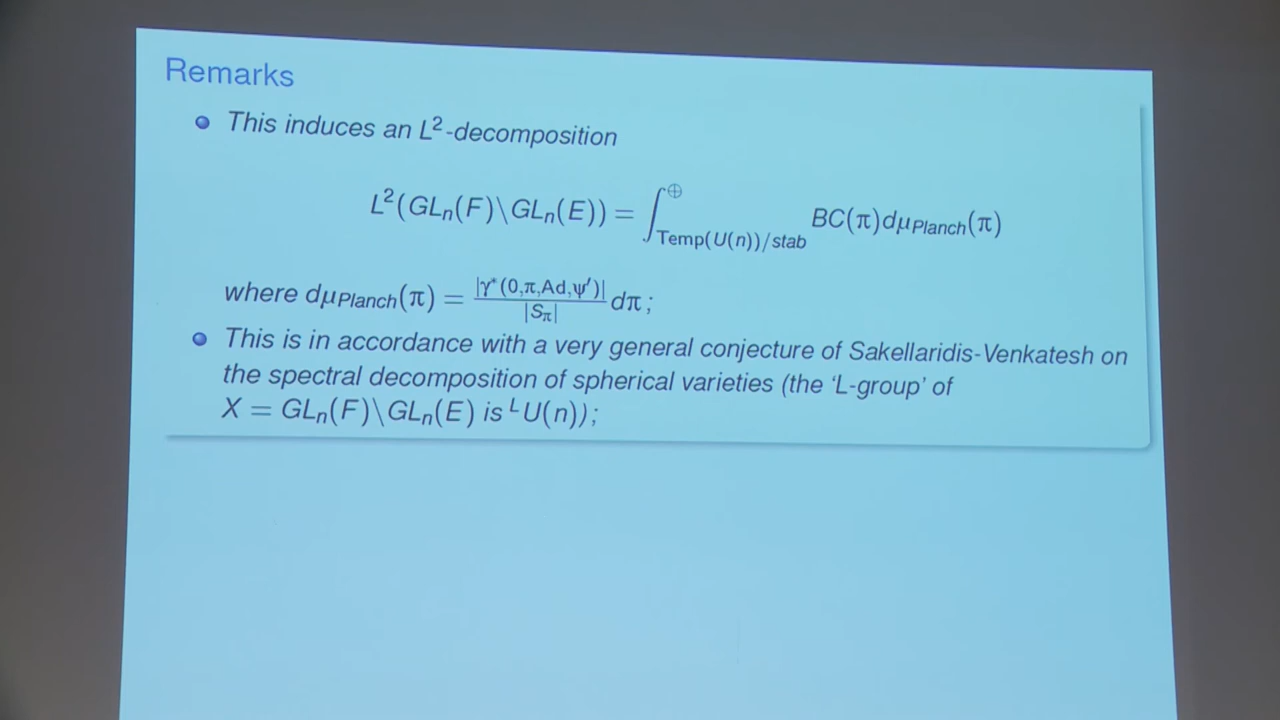 Remarks
This induces an L²-decomposition
L²(GLₙ(F)\GLₙ(E)) = ∫^⊕_{Temp(U(n))/stab} BC(π)dμ_{Planch}(π)
where dμ_{Planch}(π) = \frac{|γ*(0,π,Ad,ψ′)|}{|S_π|} dπ;
This is in accordance with a very general conjecture of Sakellaridis-Venkatesh on
the spectral decomposition of spherical varieties (the 'L-group' of
X = GLₙ(F)\GLₙ(E) is ᴸU(n));